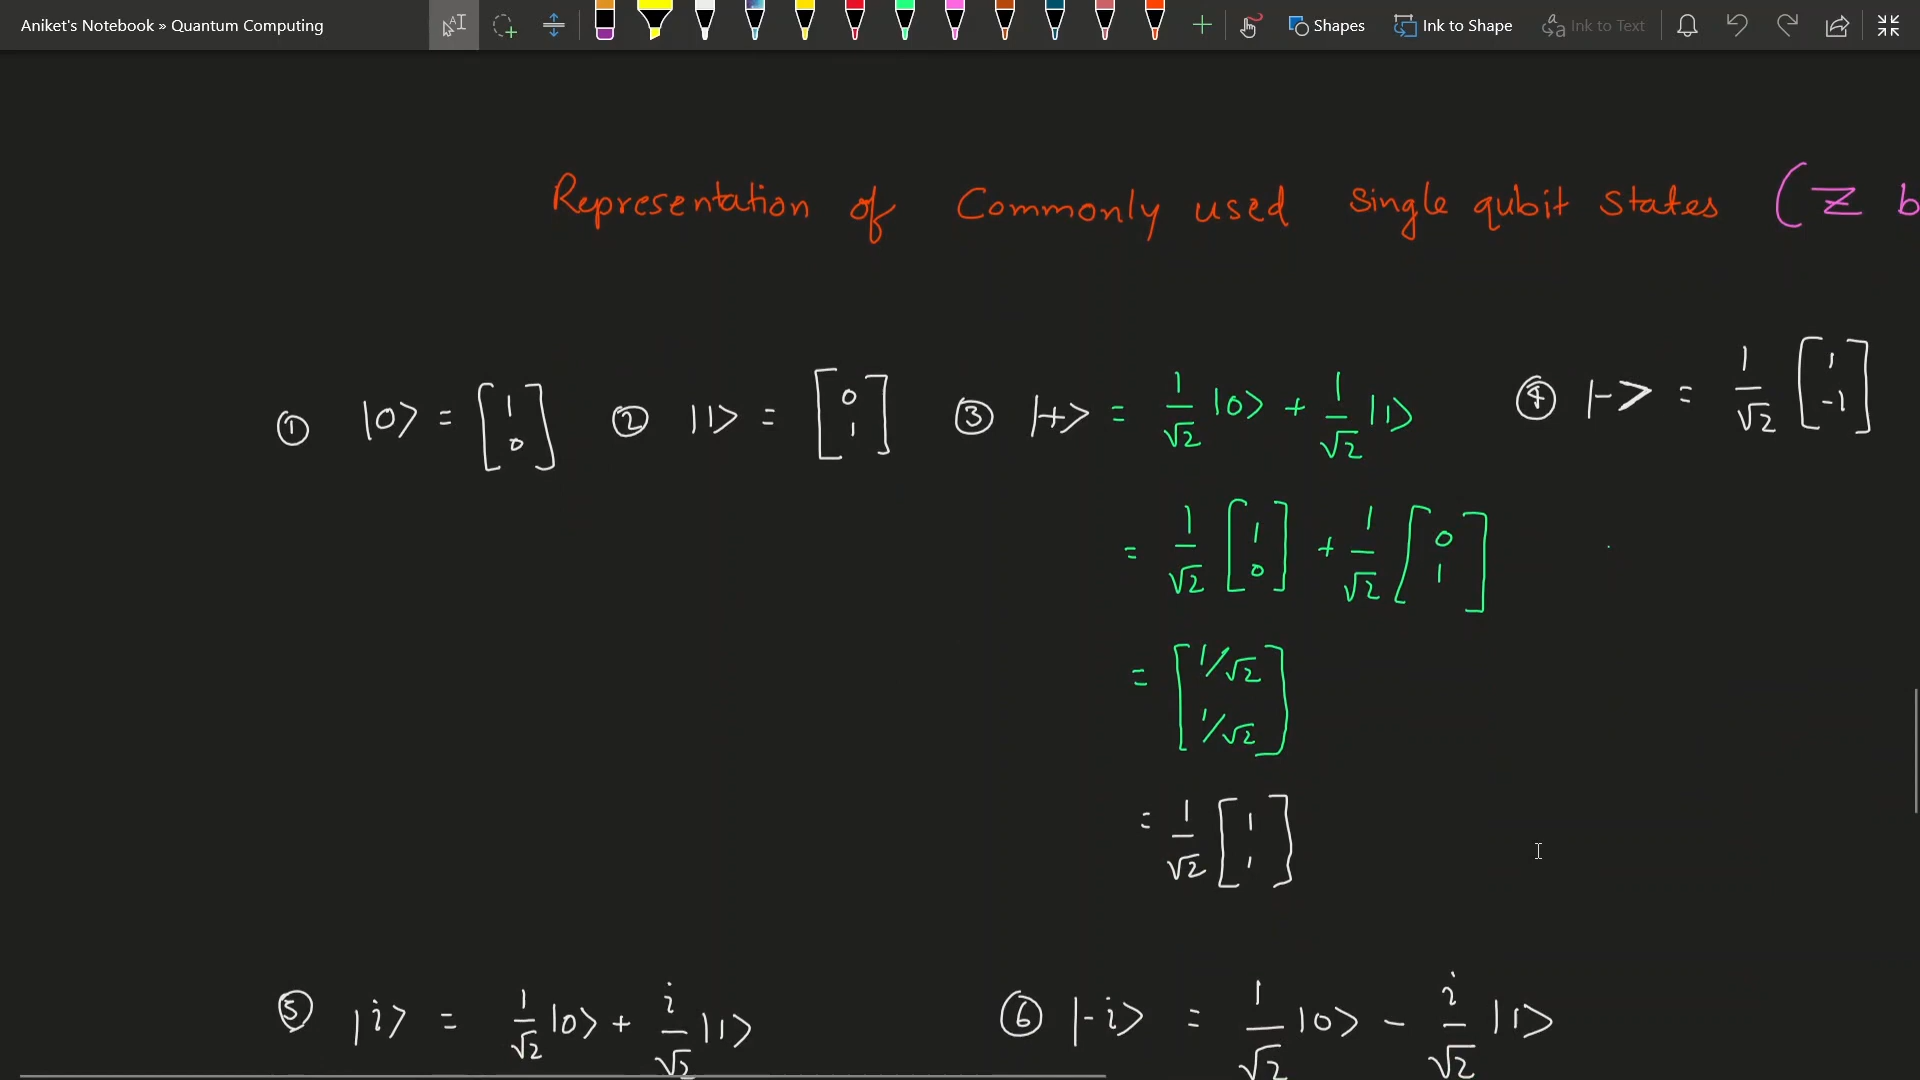 Aniket's Notebook » Quantum Computing
Shapes
Ink to Shape
Ink to Text
Representation of Commonly used single qubit states (Z b
① |0> = [1 0]
② |1> = [0 1]
③ |+> = 1/√2 |0> + 1/√2 |1>
④ |-> = 1/√2 [1 -1]
= 1/√2 [1 0] + 1/√2 [0 1]
= [1/√2 1/√2]
= 1/√2 [1 1]
⑤ |i> = 1/√2 |0> + i/√2 |1>
⑥ |-i> = 1/√2 |0> - i/√2 |1>